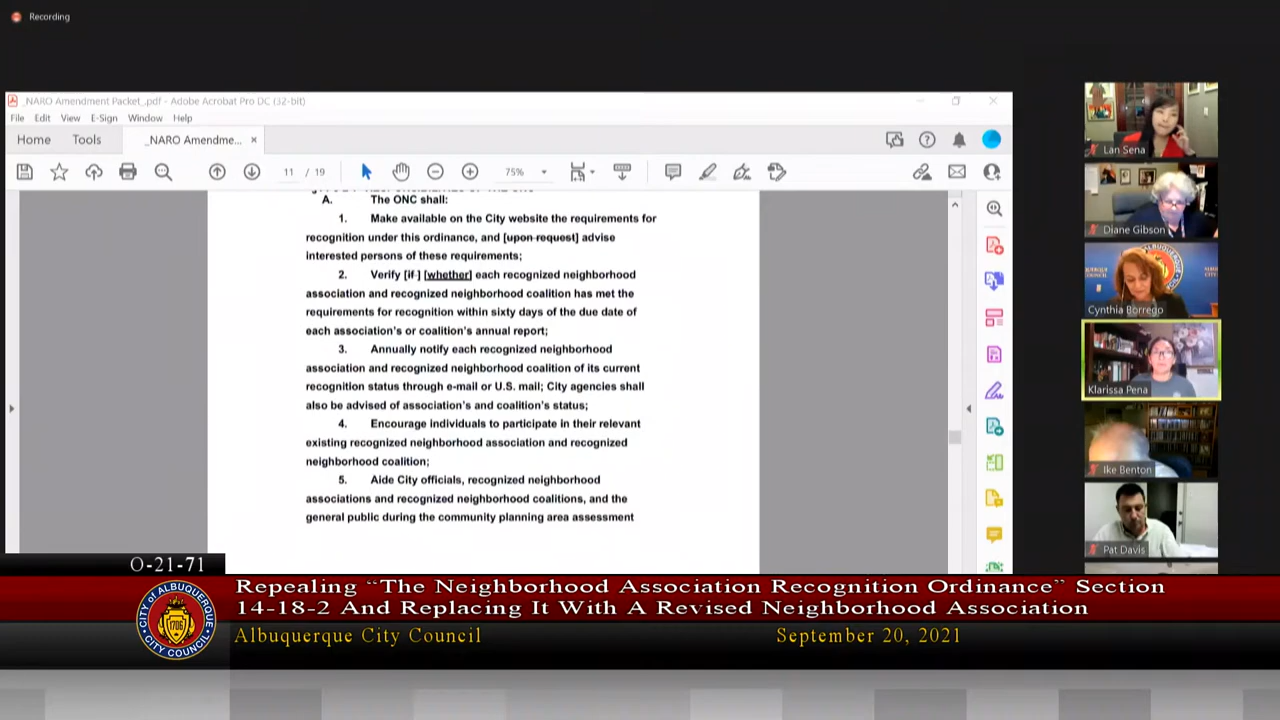 Recording
_NARO Amendment Packet_.pdf - Adobe Acrobat Pro DC (32-bit)
File Edit View E-Sign Window Help
Home Tools _NARO Amendme... ×
11 / 19 75%
A. The ONC shall:
1. Make available on the City website the requirements for
recognition under this ordinance, and [upon request] advise
interested persons of these requirements;
2. Verify [if ] [whether] each recognized neighborhood
association and recognized neighborhood coalition has met the
requirements for recognition within sixty days of the due date of
each association's or coalition's annual report;
3. Annually notify each recognized neighborhood
association and recognized neighborhood coalition of its current
recognition status through e-mail or U.S. mail; City agencies shall
also be advised of association's and coalition's status;
4. Encourage individuals to participate in their relevant
existing recognized neighborhood association and recognized
neighborhood coalition;
5. Aide City officials, recognized neighborhood
associations and recognized neighborhood coalitions, and the
general public during the community planning area assessment
Lan Sena
Diane Gibson
Cynthia Borrego
Klarissa Pena
Ike Benton
Pat Davis
O-21-71
Repealing “The Neighborhood Association Recognition Ordinance” Section
14-18-2 And Replacing It With A Revised Neighborhood Association
Albuquerque City Council September 20, 2021
CITY OF ALBUQUERQUE
1706
CITY COUNCIL